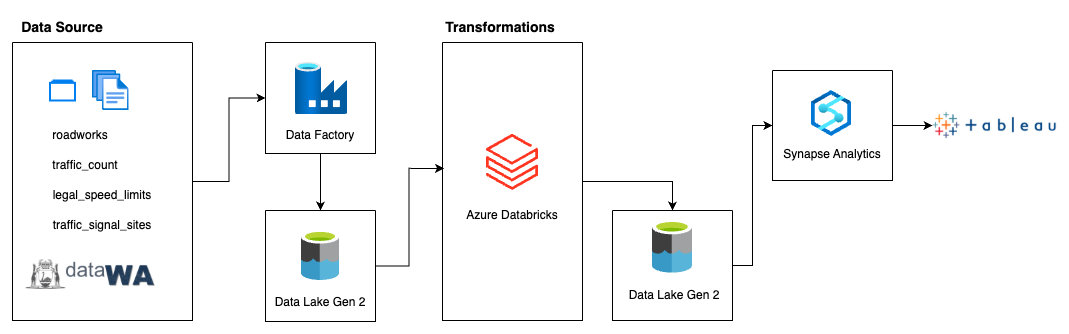 Data Source
roadworks
traffic_count
legal_speed_limits
traffic_signal_sites
dataWA
Data Factory
Data Lake Gen 2
Transformations
Azure Databricks
Data Lake Gen 2
Synapse Analytics
tableau